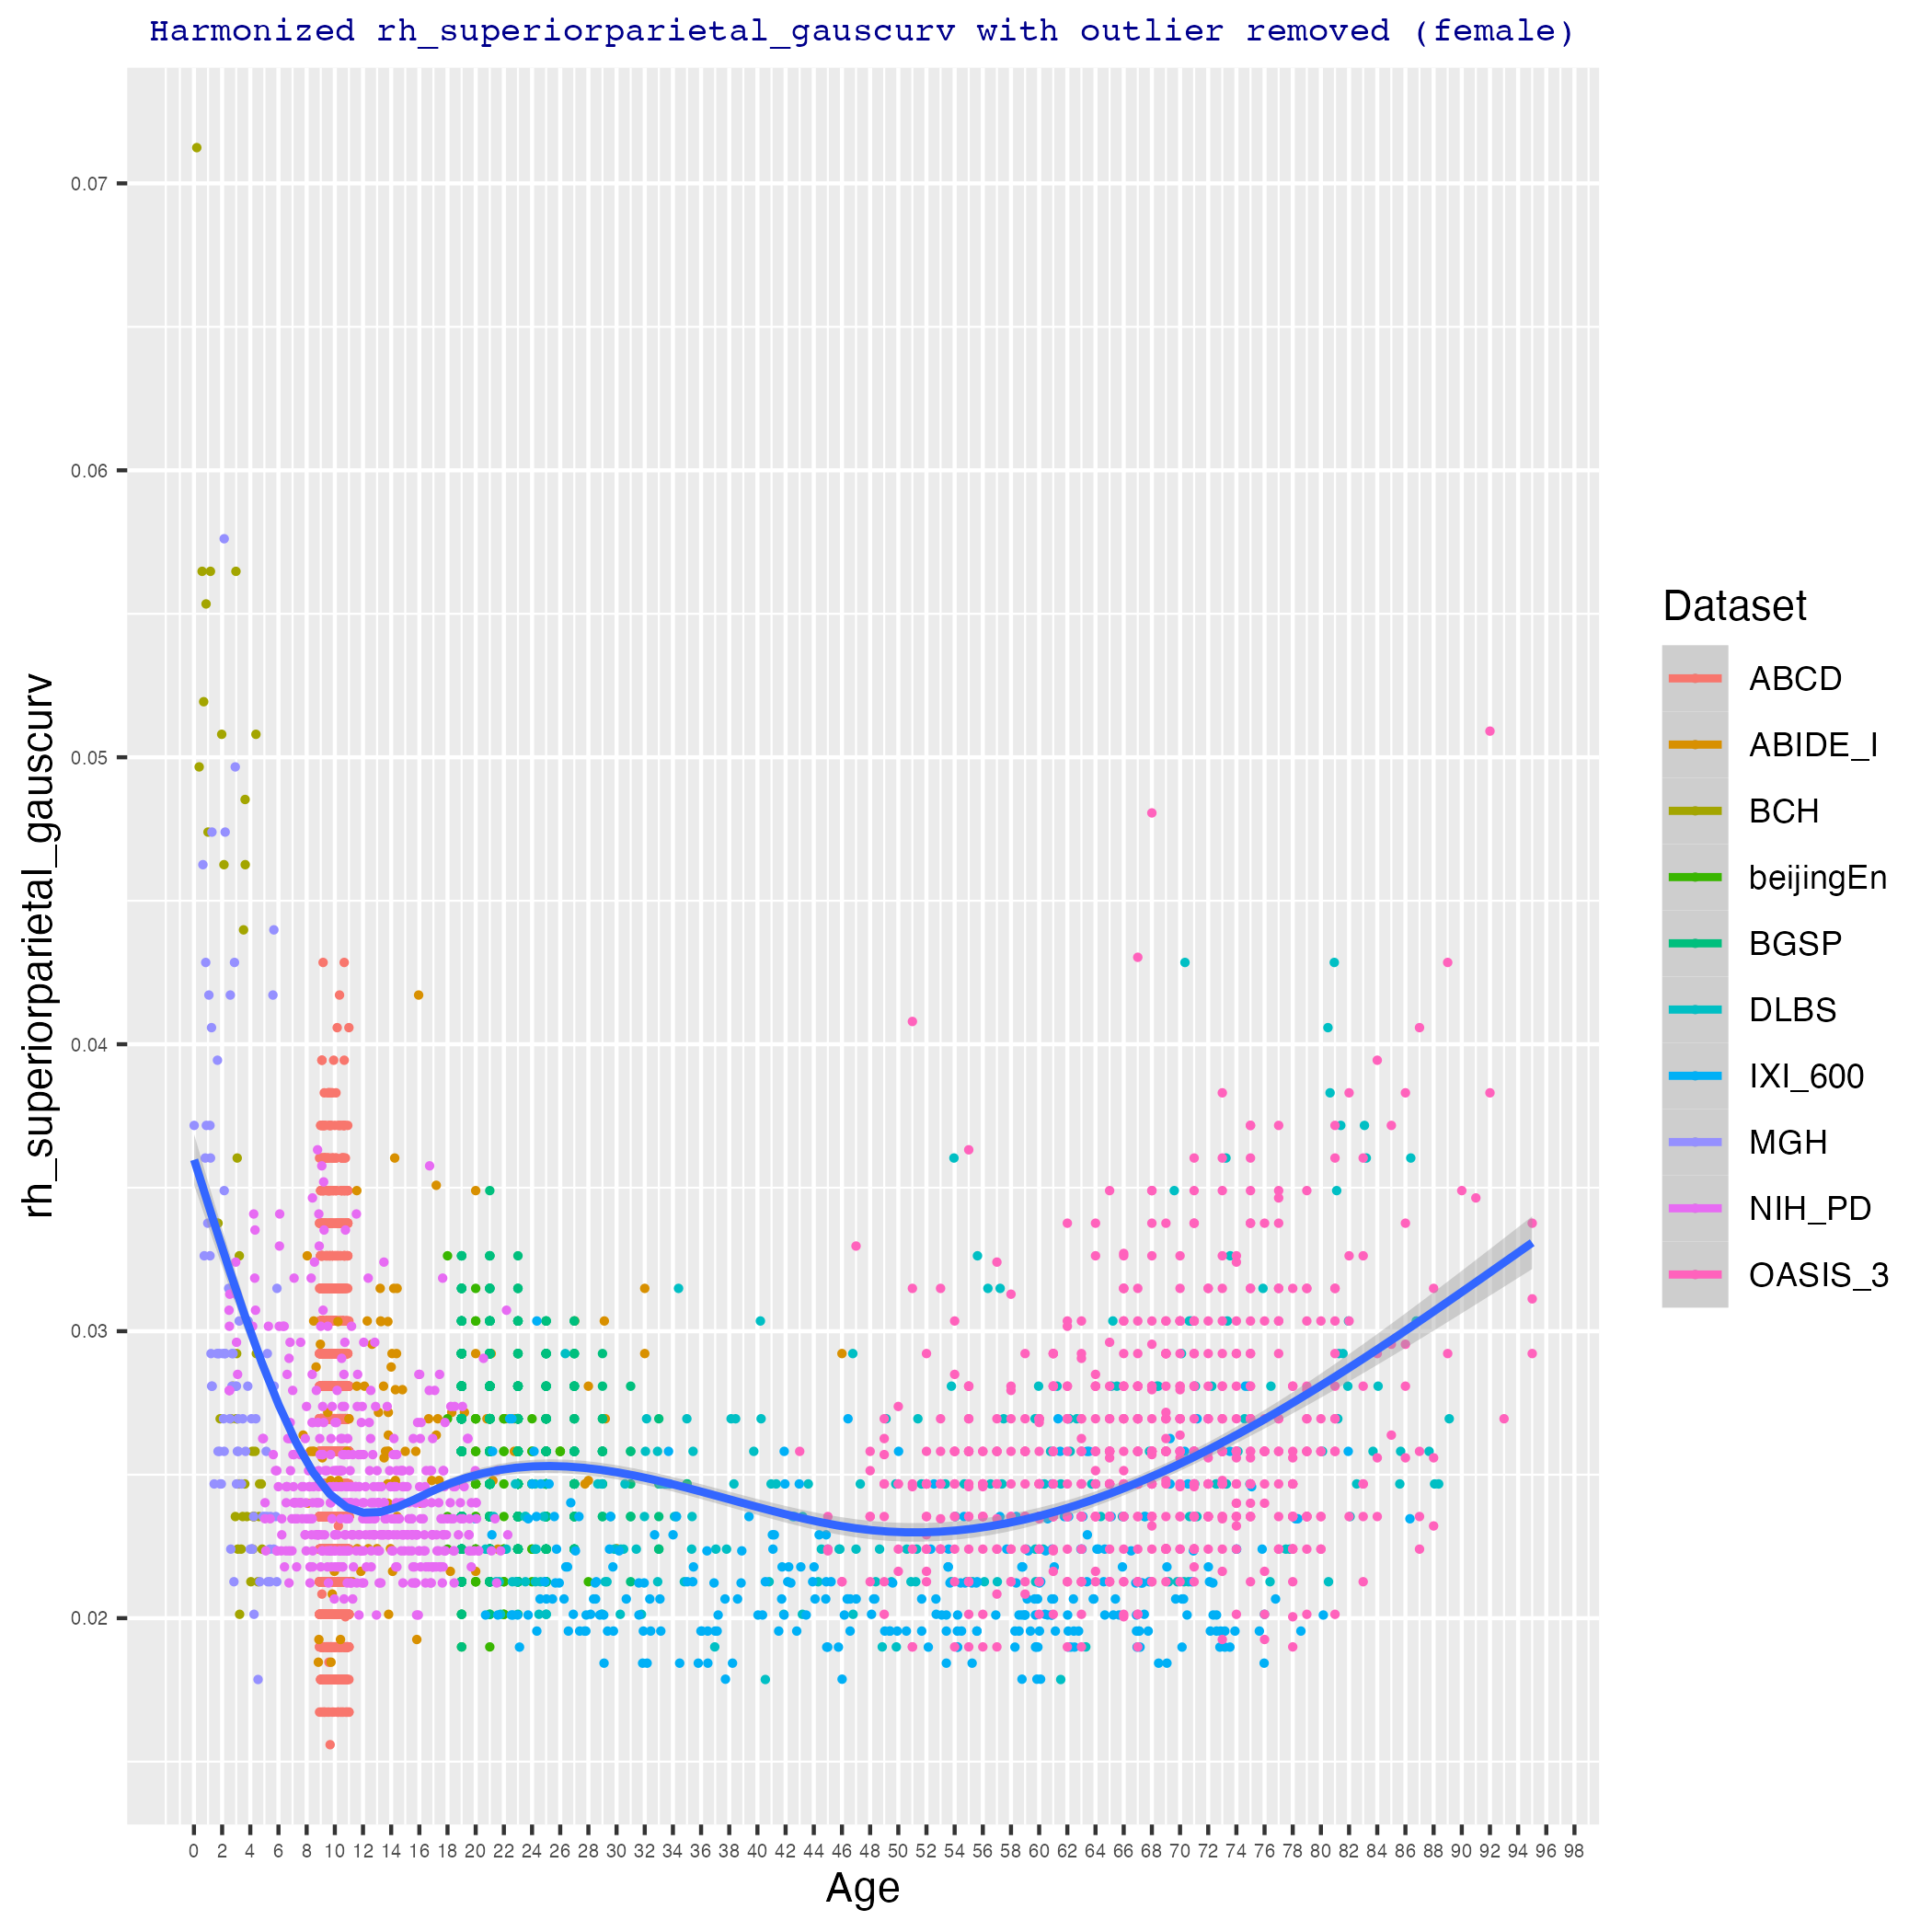 Harmonized rh_superiorparietal_gauscurv with outlier removed (female)
rh_superiorparietal_gauscurv
0.07
0.06
0.05
0.04
0.03
0.02
0 2 4 6 8 10 12 14 16 18 20 22 24 26 28 30 32 34 36 38 40 42 44 46 48 50 52 54 56 58 60 62 64 66 68 70 72 74 76 78 80 82 84 86 88 90 92 94 96 98
Age
Dataset
ABCD
ABIDE_I
BCH
beijingEn
BGSP
DLBS
IXI_600
MGH
NIH_PD
OASIS_3